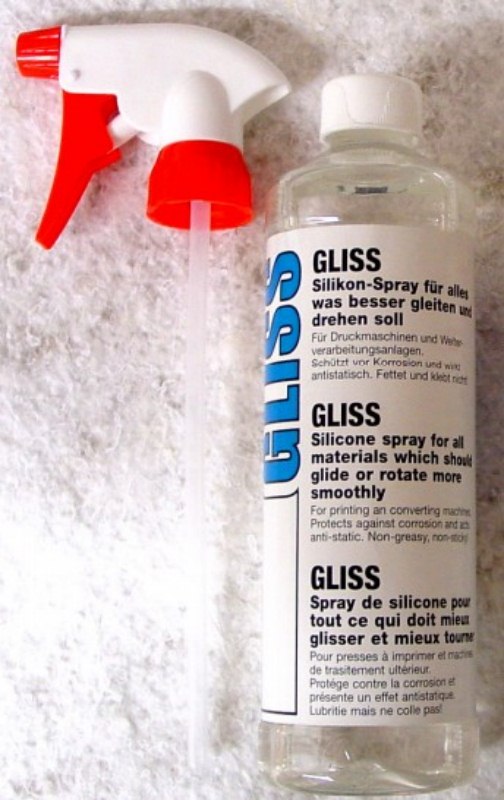 GLISS
GLISS
Silikon-Spray für alles
was besser gleiten und
drehen soll
Für Druckmaschinen und Weiter-
verarbeitungsanlagen.
Schützt vor Korrosion und wirkt
antistatisch. Fettet und klebt nicht!
GLISS
Silicone spray for all
materials which should
glide or rotate more
smoothly
For printing an converting machines
Protects against corrosion and acts
anti-static. Non-greasy, non-sticky!
GLISS
Spray de silicone pour
tout ce qui doit mieux
glisser et mieux tourner
Pour presses à imprimer et machines
de trasitement ultérieur.
Protége contre la corrosion et
présente un effet antistatique.
Lubritie mais ne colle pas!